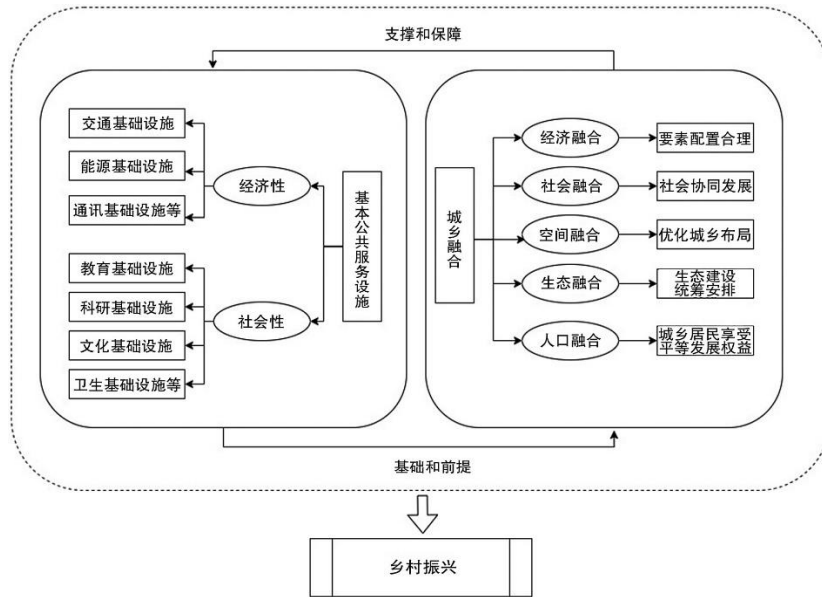 支撑和保障
交通基础设施
能源基础设施
通讯基础设施等
经济性
教育基础设施
科研基础设施
文化基础设施
卫生基础设施等
社会性
基本公共服务设施
城乡融合
经济融合
要素配置合理
社会融合
社会协同发展
空间融合
优化城乡布局
生态融合
生态建设
统筹安排
人口融合
城乡居民享受
平等发展权益
基础和前提
乡村振兴